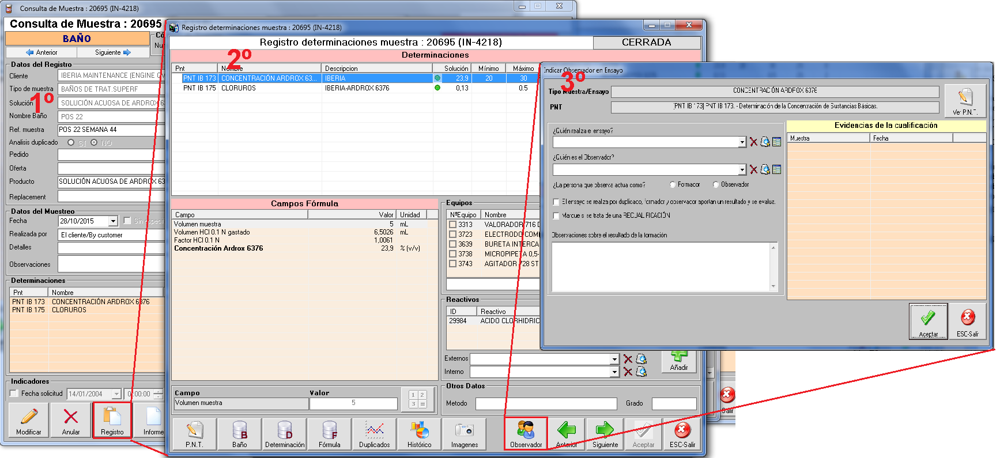 Consulta de Muestra : 20695 (IN-4218)
Consulta de Muestra : 20695
BAÑO
Anterior
Siguiente
Datos del Registro
Cliente
IBERIA MAINTENANCE (ENGINE
Tipo de muestra
BAÑOS DE TRAT.SUPERF
1º
Solución
SOLUCIÓN ACUOSA DE ARDROX
Nombre Baño
POS 22
Ref. muestra
POS 22 SEMANA 44
Analisis duplicado
SI
NO
Pedido
Oferta
Producto
SOLUCIÓN ACUOSA DE ARDROX 63
Replacement
Datos del Muestreo
Fecha
28/10/2015
Sin
Realizada por
El cliente/By customer
Detalles
Observaciones
Determinaciones
Pnt
Nombre
PNT IB 173
CONCENTRACIÓN ARDROX 6376
PNT IB 175
CLORUROS
Indicadores
Fecha solicitud
14/01/2004
0:00:00
Modificar
Anular
Registro
Informe
Registro determinaciones muestra : 20695 (IN-4218)
Registro determinaciones muestra : 20695 (IN-4218)
CERRADA
Determinaciones
2º
Pnt
Nombre
Descripcion
Solución
Mínimo
Máximo
PNT IB 173
CONCENTRACIÓN ARDROX 63...
IBERIA
23,9
20
30
PNT IB 175
CLORUROS
IBERIA-ARDROX 6376
0,13
0.5
Campos Fórmula
Campo
Valor
Unidad
Volumen muestra
5
mL
Volumen HCl 0.1 N gastado
6,5026
mL
Factor HCl 0.1 N
1,0061
Concentración Ardrox 6376
23,9
% (v/v)
Equipos
NºEquipo
Nombre
3313
VALORADOR 716 D
3723
ELECTRODO COM
3639
BURETA INTERCA
3738
MICROPIPETA 0,5-
3743
AGITADOR 728 ST
Reactivos
ID
Reactivo
29984
ACIDO CLORHIDRIC
Externos
Interno
Añadir
Otros Datos
Metodo
Grado
Campo
Valor
Volumen muestra
5
P.N.T.
Baño
Determinación
Fórmula
Duplicados
Histórico
Imagenes
Observador
Anterior
Siguiente
Aceptar
ESC-Salir
Salir
Indicar Observador en Ensayo
3º
Tipo Muestra/Ensayo
CONCENTRACIÓN ARDROX 6376
PNT
[PNT IB 173] PNT IB 173. - Determinación de la Concentración de Sustancias Básicas.
Ver P.N.T.
¿Quién realiza el ensayo?
¿Quién es el Observador?
¿La persona que observa actua como?
Formador
Observador
El ensayo se realiza por duplicado, formador y observador aportan un resultado y se evalua.
Marque si se trata de una RECUALIFICACIÓN
Observaciones sobre el resultado de la formación
Evidencias de la cualificación
Muestra
Fecha
Aceptar
ESC-Salir